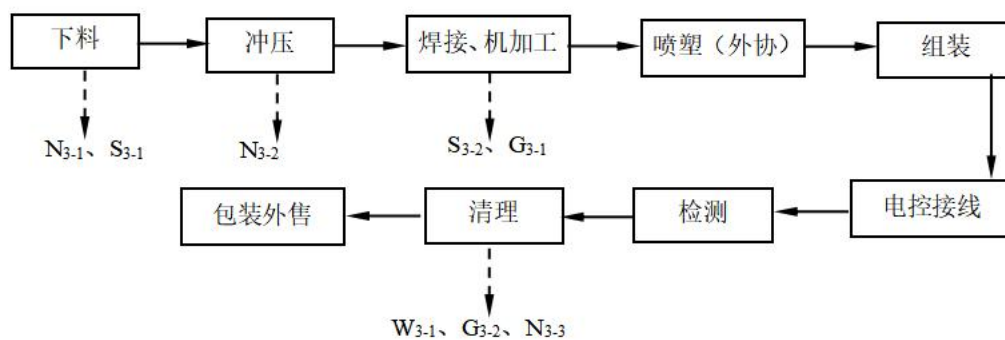 下料
冲压
焊接、机加工
喷塑（外协）
组装
N3-1、S3-1
N3-2
S3-2、G3-1
包装外售
清理
检测
电控接线
W3-1、G3-2、N3-3